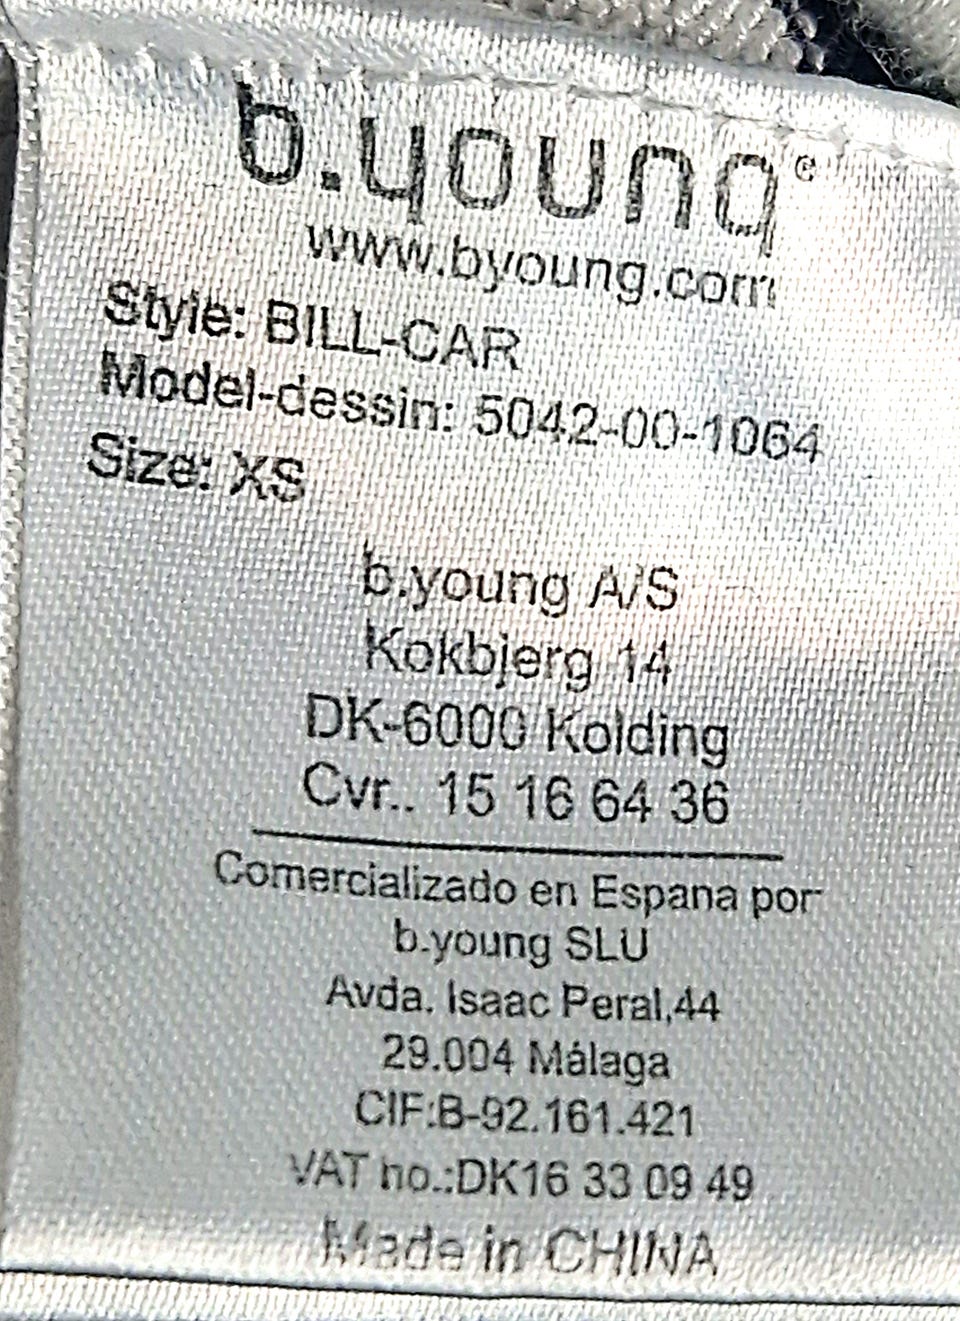 b.young®
www.byoung.com
Style: BILL-CAR
Model-dessin: 5042-00-1064
Size: XS
b.young A/S
Kokbjerg 14
DK-6000 Kolding
Cvr.. 15 16 64 36
Comercializado en Espana por
b.young SLU
Avda. Isaac Peral,44
29.004 Málaga
CIF:B-92.161.421
VAT no.:DK16 33 09 49
Made in CHINA